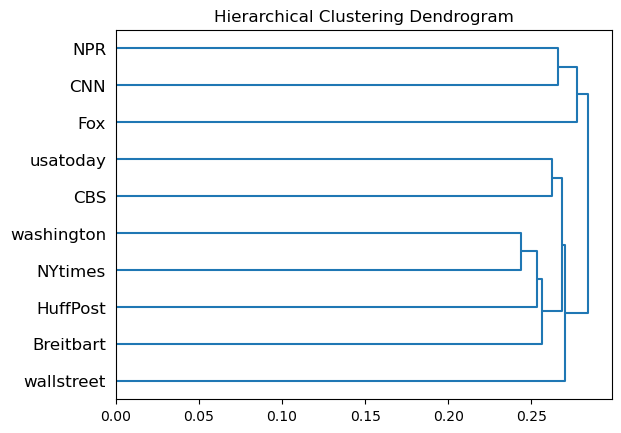 Hierarchical Clustering Dendrogram
NPR
CNN
Fox
usatoday
CBS
washington
NYtimes
HuffPost
Breitbart
wallstreet
0.00 0.05 0.10 0.15 0.20 0.25